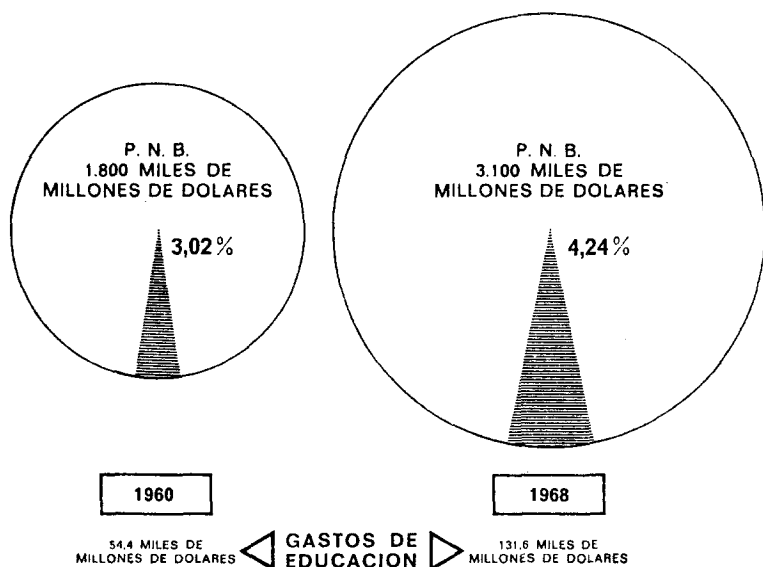 P. N. B.
1.800 MILES DE
MILLONES DE DOLARES
3,02%
P. N. B.
3.100 MILES DE
MILLONES DE DOLARES
4,24%
1960
1968
54,4 MILES DE
MILLONES DE DOLARES
GASTOS DE
EDUCACION
131,6 MILES DE
MILLONES DE DOLARES